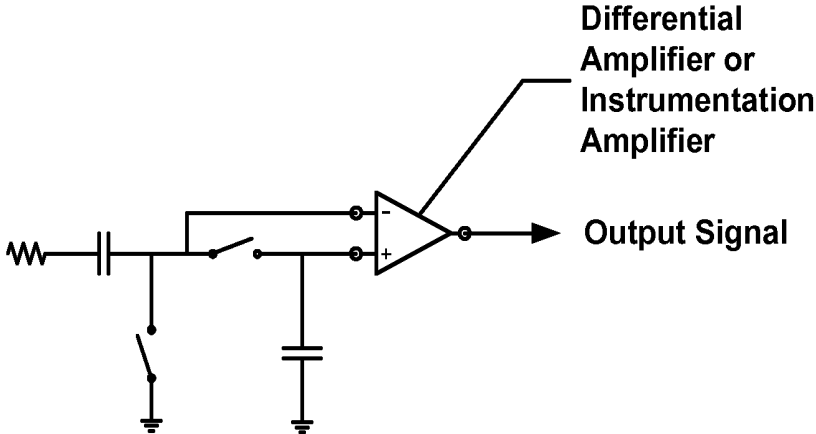 Differential
Amplifier or
Instrumentation
Amplifier
-
+
Output Signal